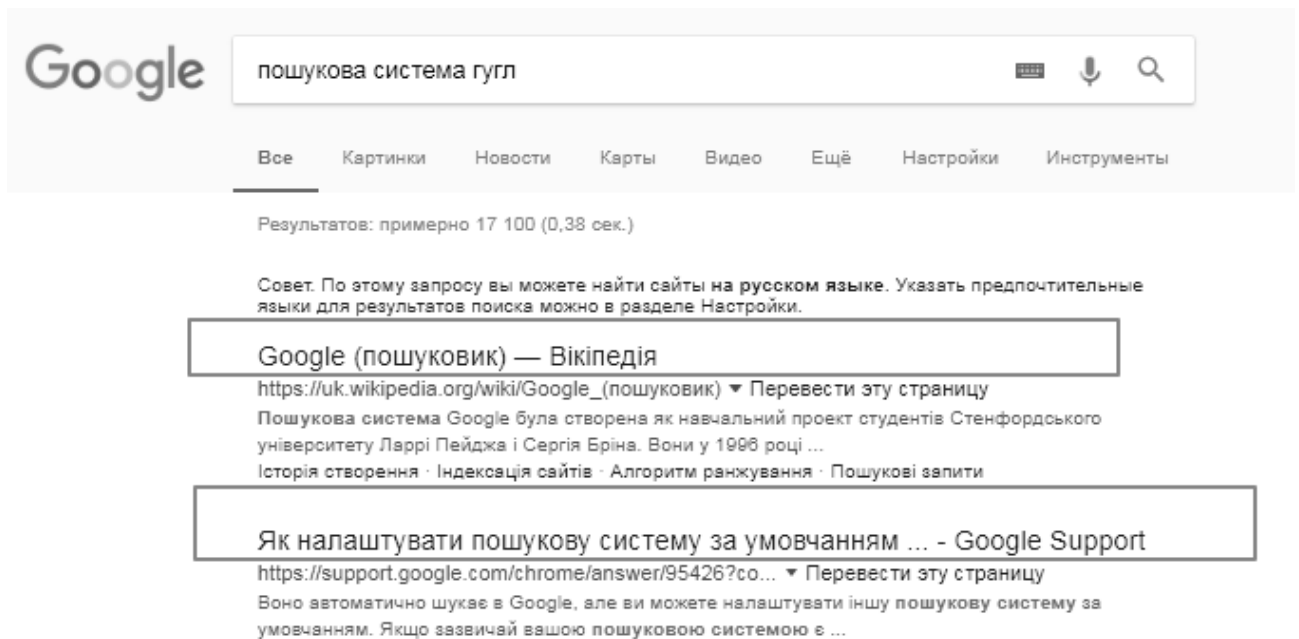 Google
пошукова система гугл
Все Картинки Новости Карты Видео Ещё Настройки Инструменты
Результатов: примерно 17 100 (0,38 сек.)
Совет. По этому запросу вы можете найти сайты на русском языке. Указать предпочтительные
языки для результатов поиска можно в разделе Настройки.
Google (пошуковик) — Вікіпедія
https://uk.wikipedia.org/wiki/Google_(пошуковик) ▼ Перевести эту страницу
Пошукова система Google була створена як навчальний проект студентів Стенфордського
університету Ларрі Пейджа і Сергія Бріна. Вони у 1996 році ...
Історія створення · Індексація сайтів · Алгоритм ранжування · Пошукові запити
Як налаштувати пошукову систему за умовчанням ... - Google Support
https://support.google.com/chrome/answer/95426?co... ▼ Перевести эту страницу
Воно автоматично шукає в Google, але ви можете налаштувати іншу пошукову систему за
умовчанням. Якщо зазвичай вашою пошуковою системою є ...